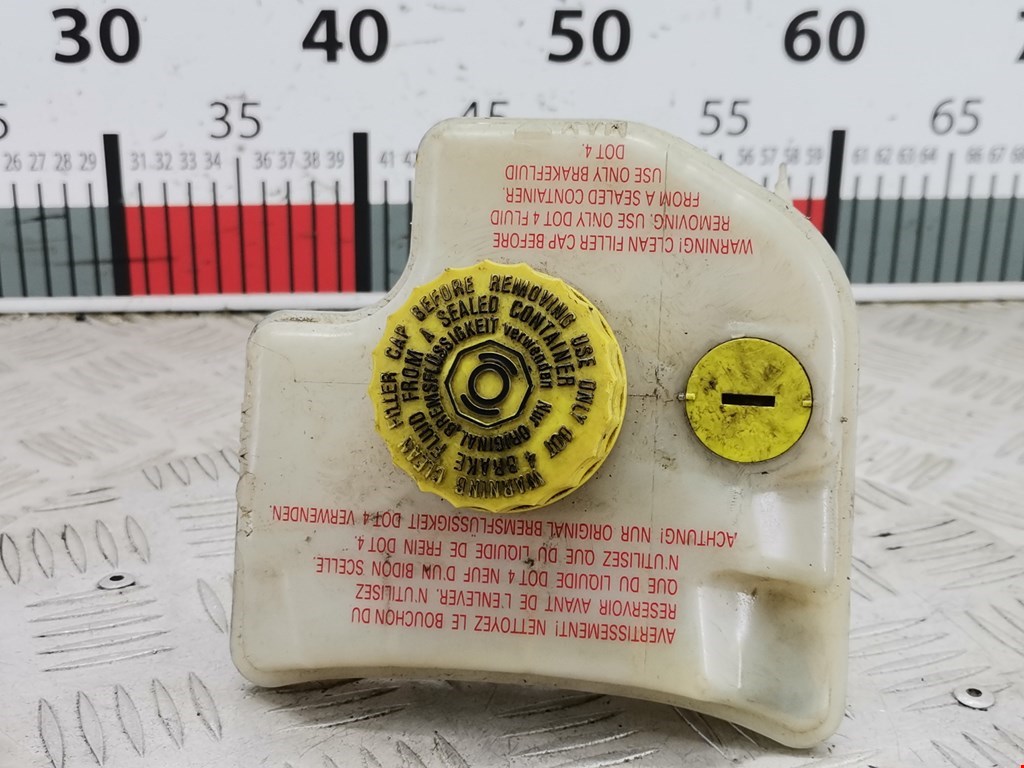 30 40 50 60
35 45 55 65
26 27 28 29 31 32 33 34 36 37 38 39 41 56 57 58 59 61 62 63 64 66 67
MAX
WARNING! CLEAN FILLER CAP BEFORE
REMOVING. USE ONLY DOT 4 FLUID
FROM A SEALED CONTAINER.
USE ONLY BRAKEFLUID
DOT 4.
WARNING CLEAN FILLER CAP BEFORE REMOVING USE ONLY DOT 4 BRAKE FLUID FROM A SEALED CONTAINER
NUR ORIGINAL BREMSFLÜSSIGKEIT verwenden
AVERTISSEMENT! NETTOYEZ LE BOUCHON DU
RESERVOIR AVANT DE L'ENLEVER. N'UTILISEZ
QUE DU LIQUIDE DOT 4 NEUF D'UN BIDON SCELLE
N'UTILISEZ QUE DU LIQUIDE DE FREIN DOT 4
ACHTUNG! NUR ORIGINAL BREMSFLÜSSIGKEIT DOT 4 VERWENDEN.